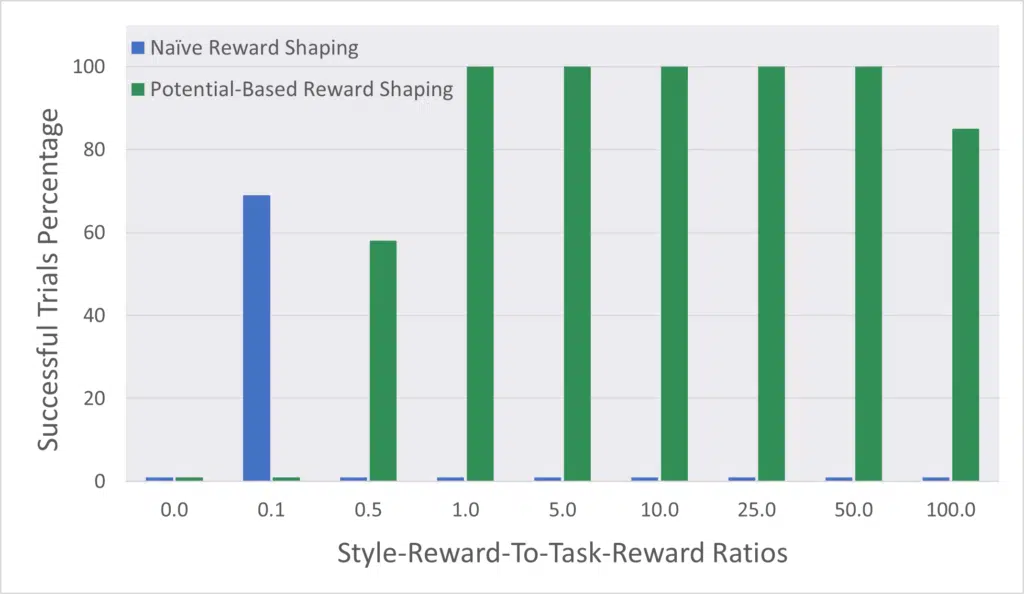 Naïve Reward Shaping
Potential-Based Reward Shaping
Successful Trials Percentage
100
80
60
40
20
0
0.0 0.1 0.5 1.0 5.0 10.0 25.0 50.0 100.0
Style-Reward-To-Task-Reward Ratios